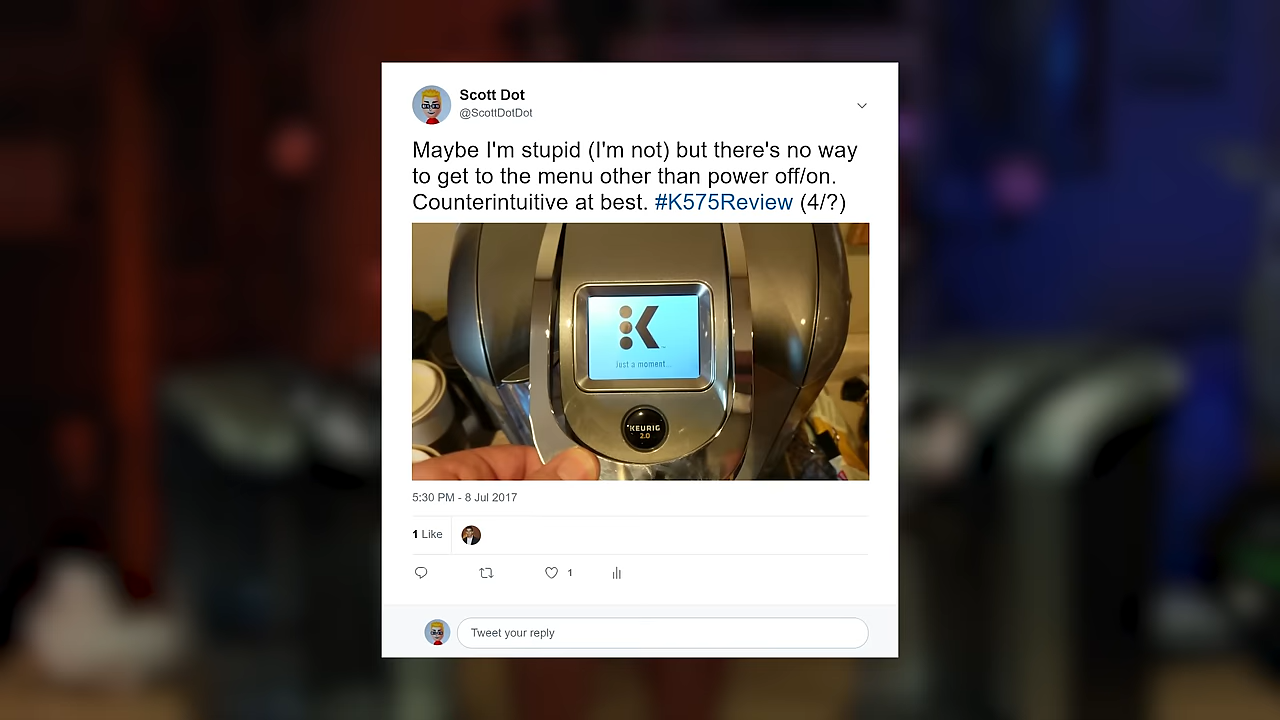 Scott Dot
@ScottDotDot
Maybe I'm stupid (I'm not) but there's no way
to get to the menu other than power off/on.
Counterintuitive at best. #K575Review (4/?)
K
Just a moment...
KEURIG
2.0
5:30 PM - 8 Jul 2017
1 Like
1
Tweet your reply